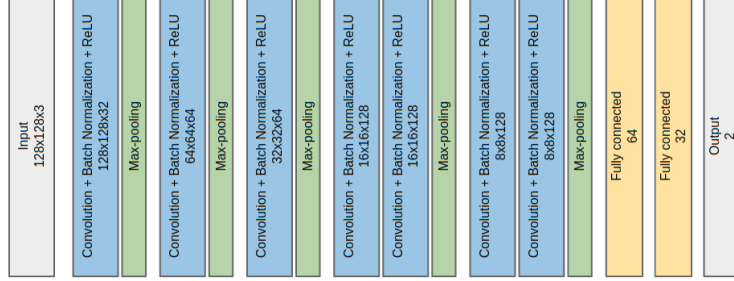 Input
128x128x3
Convolution + Batch Normalization + ReLU
128x128x32
Max-pooling
Convolution + Batch Normalization + ReLU
64x64x64
Max-pooling
Convolution + Batch Normalization + ReLU
32x32x64
Max-pooling
Convolution + Batch Normalization + ReLU
16x16x128
Convolution + Batch Normalization + ReLU
16x16x128
Max-pooling
Convolution + Batch Normalization + ReLU
8x8x128
Convolution + Batch Normalization + ReLU
8x8x128
Max-pooling
Fully connected
64
Fully connected
32
Output
2